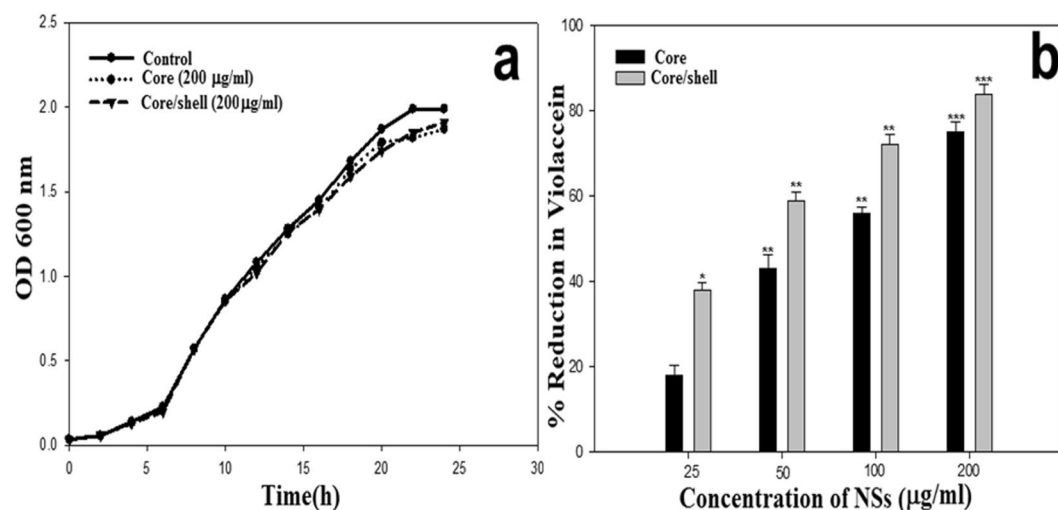 a
Control
Core (200 µg/ml)
Core/shell (200µg/ml)
OD 600 nm
2.5
2.0
1.5
1.0
0.5
0.0
0 5 10 15 20 25 30
Time(h)
b
Core
Core/shell
% Reduction in Violaccein
100
80
60
40
20
0
*
** **
** **
*** ***
25 50 100 200
Concentration of NSs (µg/ml)